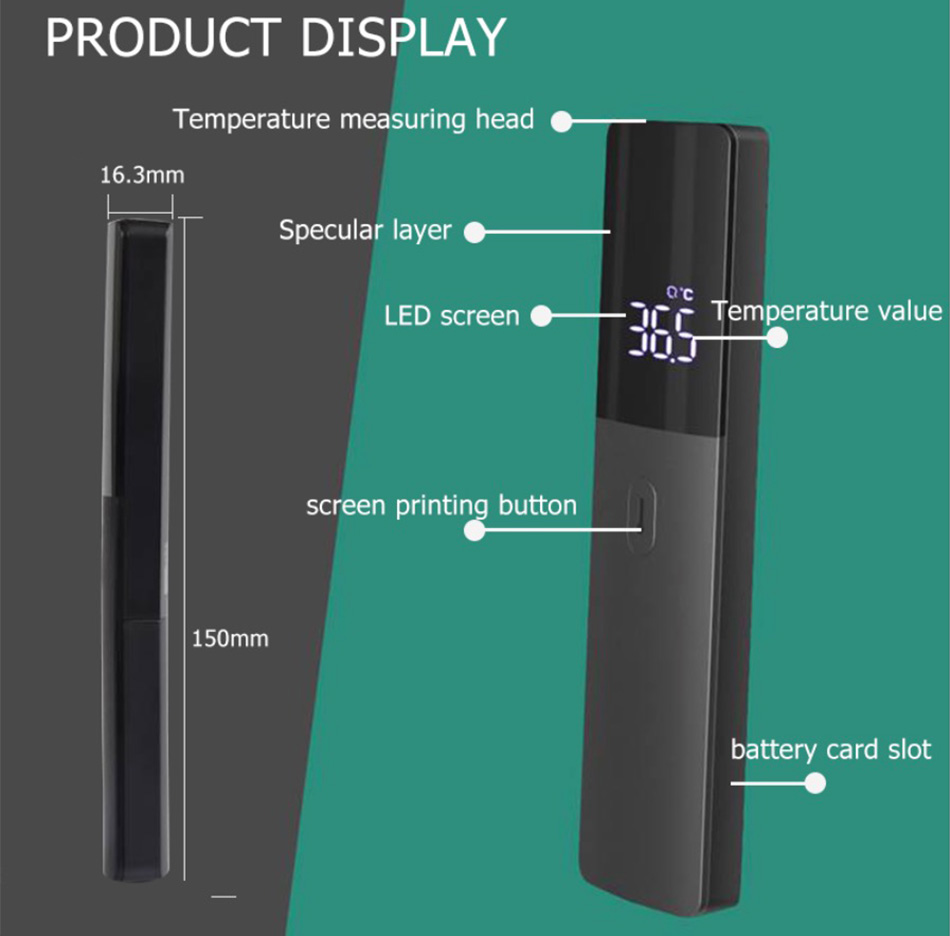 PRODUCT DISPLAY
Temperature measuring head
16.3mm
Specular layer
°C
LED screen
36.5
Temperature value
screen printing button
150mm
battery card slot